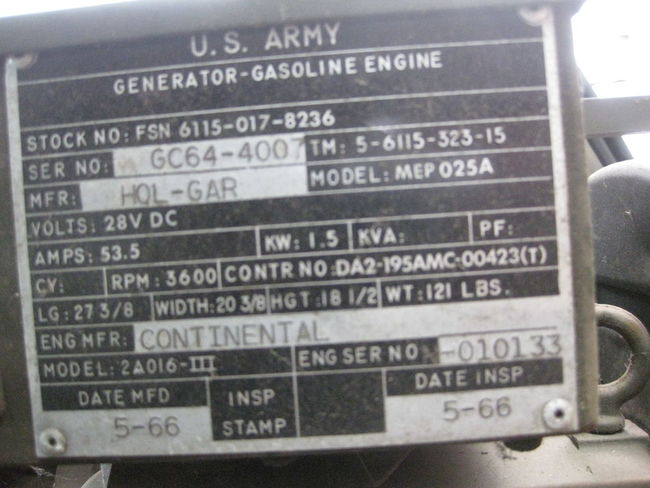 U.S. ARMY
GENERATOR-GASOLINE ENGINE
STOCK NO: FSN 6115-017-8236
SER NO: GC64-4007 TM: 5-6115-323-15
MFR: HOL-GAR MODEL: MEP025A
VOLTS: 28V DC
AMPS: 53.5 KW: 1.5 KVA: PF:
CY: RPM: 3600 CONTR NO: DA2-195AMC-00423(T)
LG: 27 3/8 WIDTH: 20 3/8 HGT: 18 1/2 WT: 121 LBS.
ENG MFR: CONTINENTAL
MODEL: 2A016-III ENG SER NO -010133
DATE MFD INSP STAMP DATE INSP
5-66 5-66